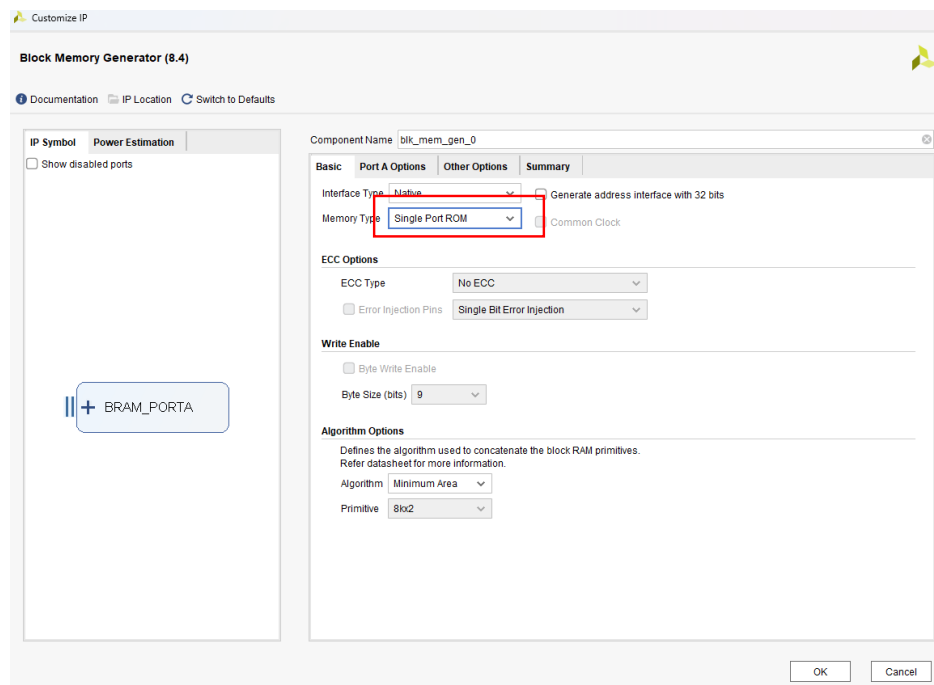 Customize IP
Block Memory Generator (8.4)
Documentation IP Location Switch to Defaults
IP Symbol Power Estimation
Show disabled ports
BRAM_PORTA
Component Name blk_mem_gen_0
Basic Port A Options Other Options Summary
Interface Type Native Generate address interface with 32 bits
Memory Type Single Port ROM Common Clock
ECC Options
ECC Type No ECC
Error Injection Pins Single Bit Error Injection
Write Enable
Byte Write Enable
Byte Size (bits) 9
Algorithm Options
Defines the algorithm used to concatenate the block RAM primitives.
Refer datasheet for more information.
Algorithm Minimum Area
Primitive 8kx2
OK Cancel